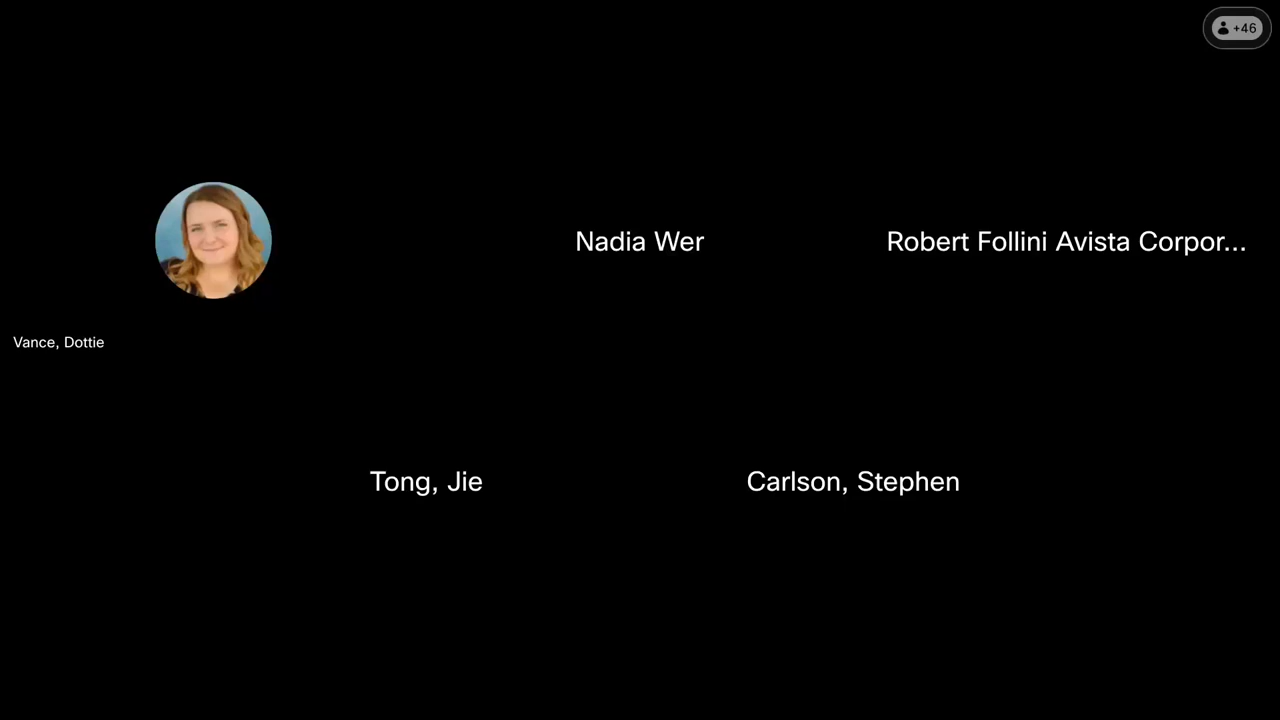 +46
Nadia Wer
Robert Follini Avista Corpor...
Vance, Dottie
Tong, Jie
Carlson, Stephen